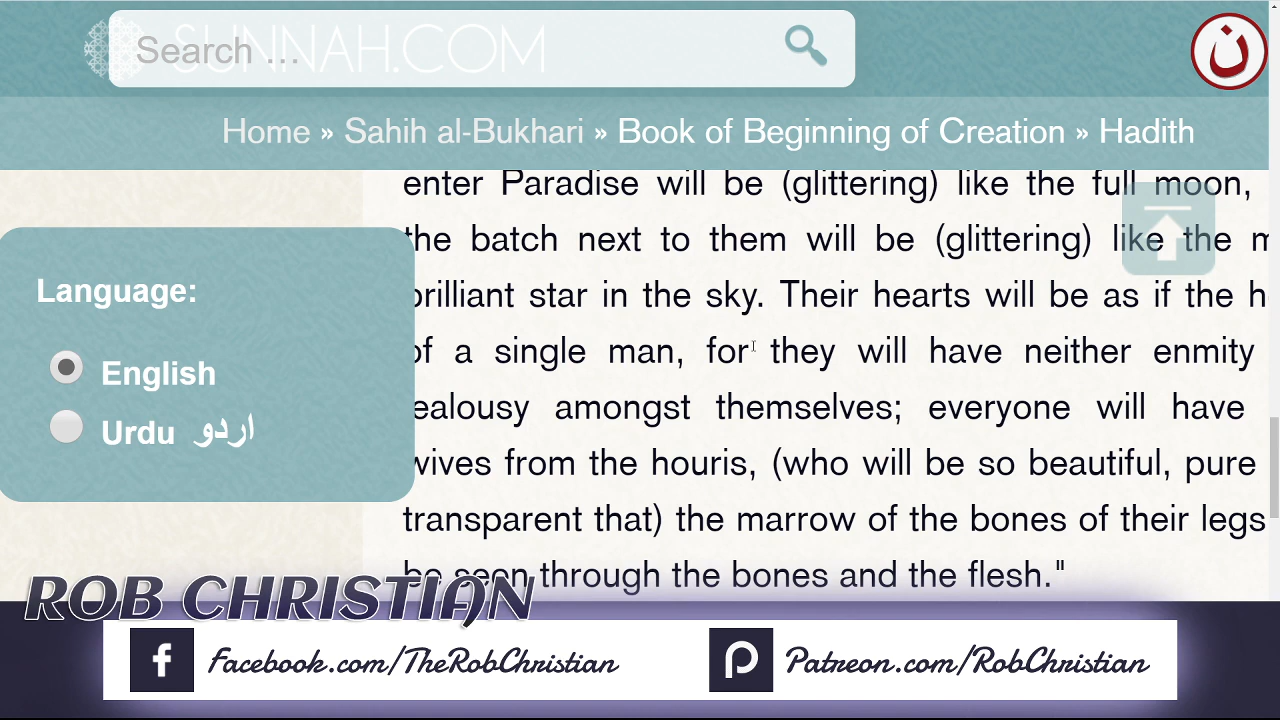 SUNNAH.COM
Search ...
ن
Home » Sahih al-Bukhari » Book of Beginning of Creation » Hadith
enter Paradise will be (glittering) like the full moon,
the batch next to them will be (glittering) like the m
brilliant star in the sky. Their hearts will be as if the h
of a single man, for they will have neither enmity
ealousy amongst themselves; everyone will have
wives from the houris, (who will be so beautiful, pure
transparent that) the marrow of the bones of their legs
be seen through the bones and the flesh."
Language:
English
Urdu اردو
ROB CHRISTIAN
Facebook.com/TheRobChristian
Patreon.com/RobChristian